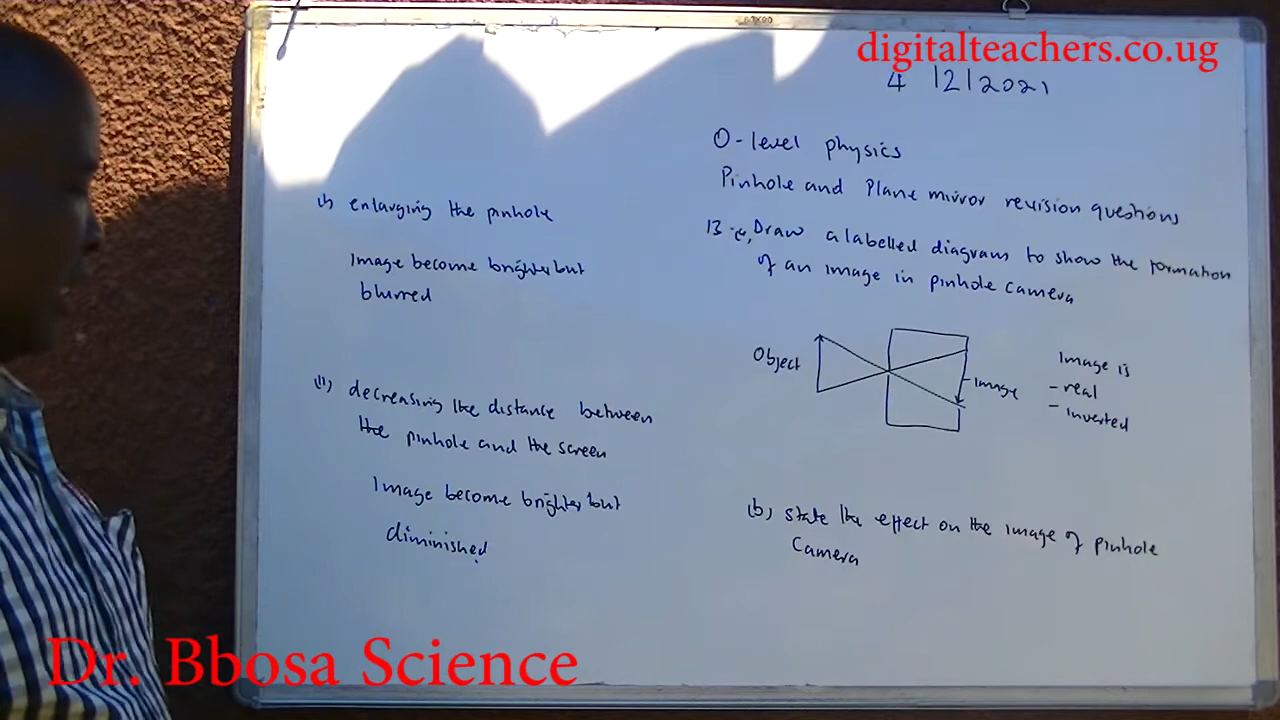 digitalteachers.co.ug
4 12/2021
O-level physics
Pinhole and Plane mirror revision questions
13. (a) Draw a labelled diagram to show the formation
of an image in pinhole camera
Object
Image
Image is
- real
- inverted
(b) state the effect on the image of pinhole
Camera
(i) enlarging the pinhole
Image become brighter but
blurred
(ii) decreasing the distance between
the pinhole and the screen
Image become brighter but
diminished
Dr. Bbosa Science